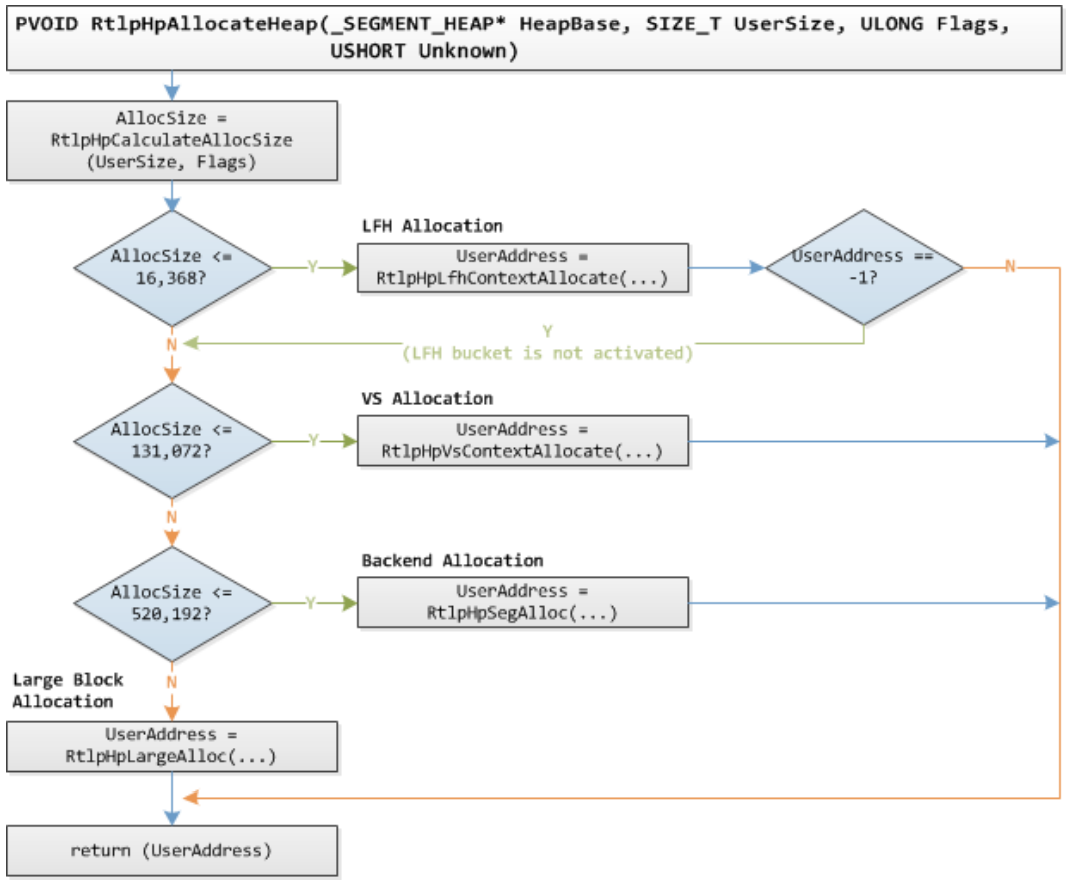 PVOID RtlpHpAllocateHeap(_SEGMENT_HEAP* HeapBase, SIZE_T UserSize, ULONG Flags,
USHORT Unknown)
AllocSize =
RtlpHpCalculateAllocSize
(UserSize, Flags)
AllocSize <=
16,368?
Y
LFH Allocation
UserAddress =
RtlpHpLfhContextAllocate(...)
UserAddress ==
-1?
N
Y
(LFH bucket is not activated)
N
AllocSize <=
131,072?
Y
VS Allocation
UserAddress =
RtlpHpVsContextAllocate(...)
N
AllocSize <=
520,192?
Y
Backend Allocation
UserAddress =
RtlpHpSegAlloc(...)
N
Large Block
Allocation
UserAddress =
RtlpHpLargeAlloc(...)
return (UserAddress)